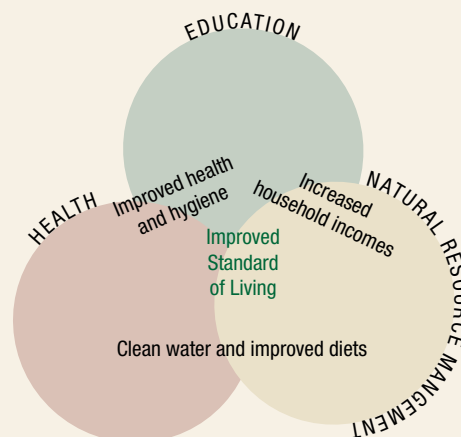 EDUCATION
HEALTH
Improved health
and hygiene
Increased
household incomes
NATURAL RESOURCE MANGEMENT
Improved
Standard
of Living
Clean water and improved diets